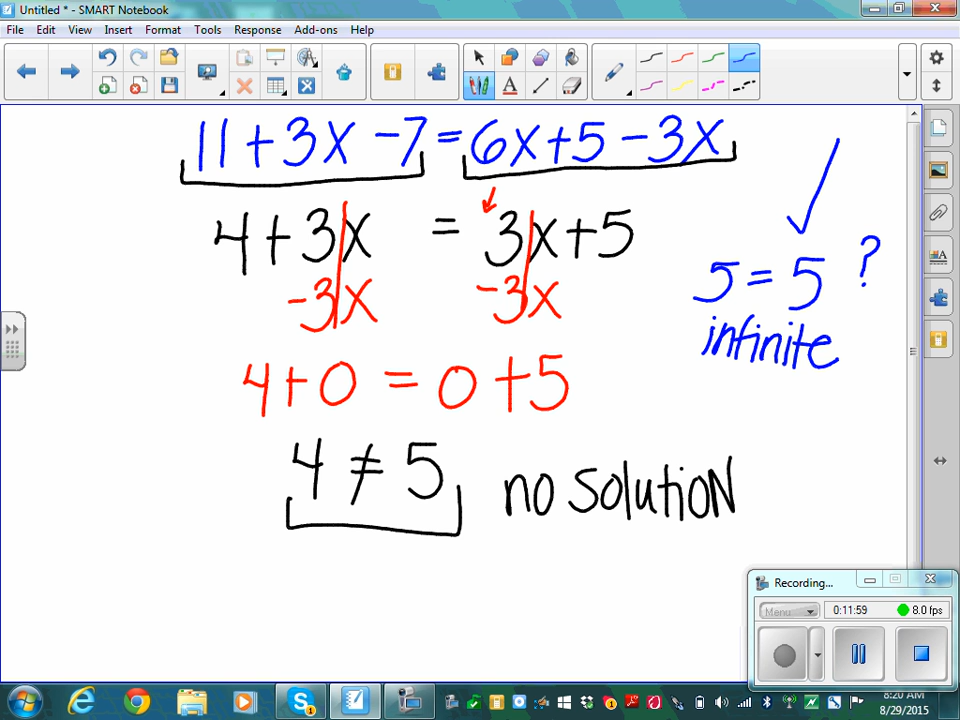 Untitled * - SMART Notebook
File Edit View Insert Format Tools Response Add-ons Help
11 + 3x - 7 = 6x + 5 - 3x
4 + 3x = 3x + 5
-3x -3x
4 + 0 = 0 + 5
4 ≠ 5 no solution
5 = 5 ?
infinite
Recording...
Menu 0:11:59 8.0 fps
8:20 AM
8/29/2015